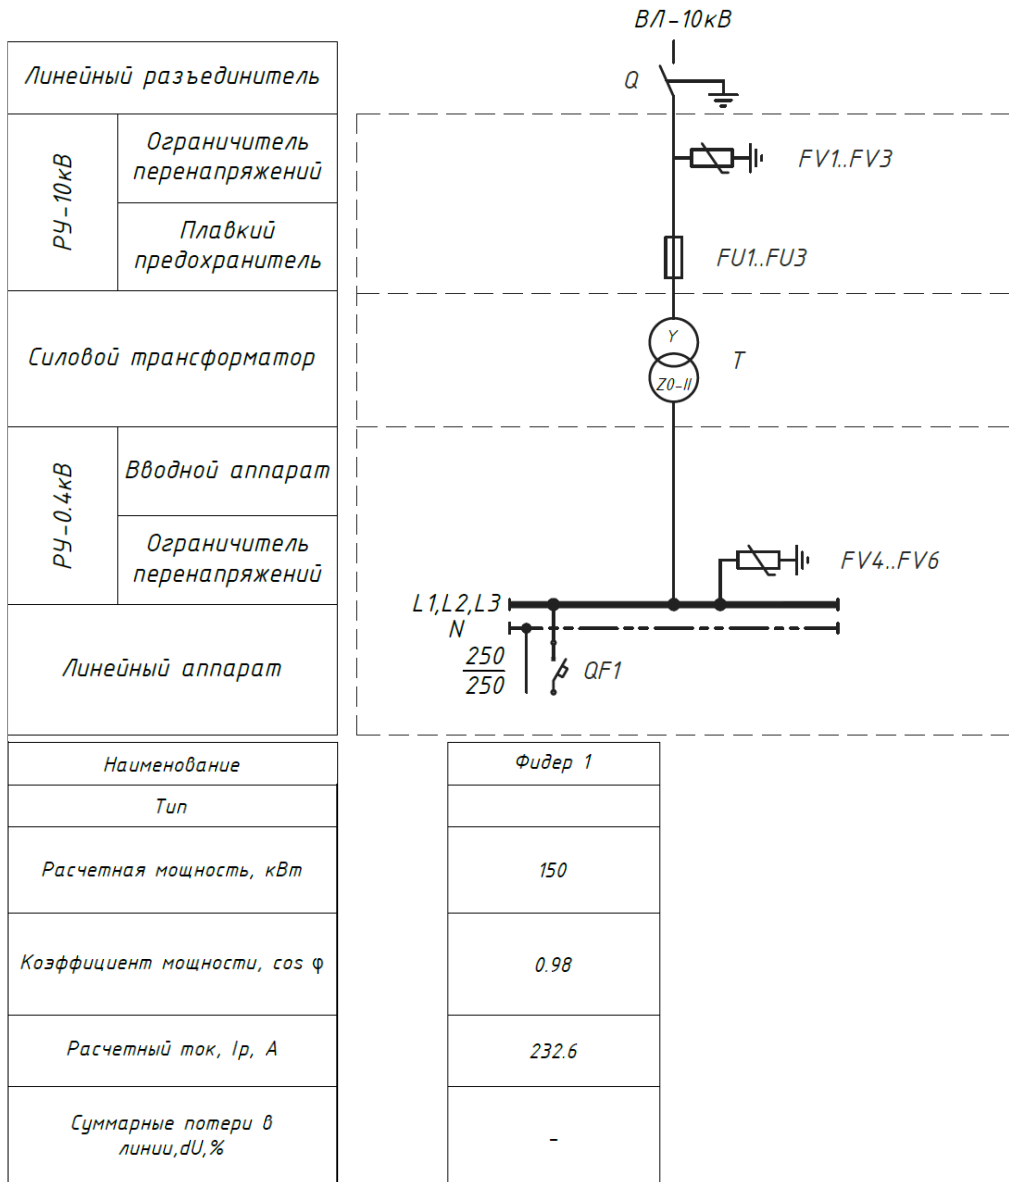 ВЛ-10кВ
Линейный разъединитель
Q
РУ-10кВ
Ограничитель
перенапряжений
FV1..FV3
Плавкий
предохранитель
FU1..FU3
Силовой трансформатор
Y
Z0-II
T
РУ-0.4кВ
Вводной аппарат
Ограничитель
перенапряжений
FV4..FV6
L1,L2,L3
N
Линейный аппарат
250
250
QF1
Наименование
Фидер 1
Тип
Расчетная мощность, кВт
150
Коэффициент мощности, cos φ
0.98
Расчетный ток, Iр, А
232.6
Суммарные потери в
линии,dU,%
-